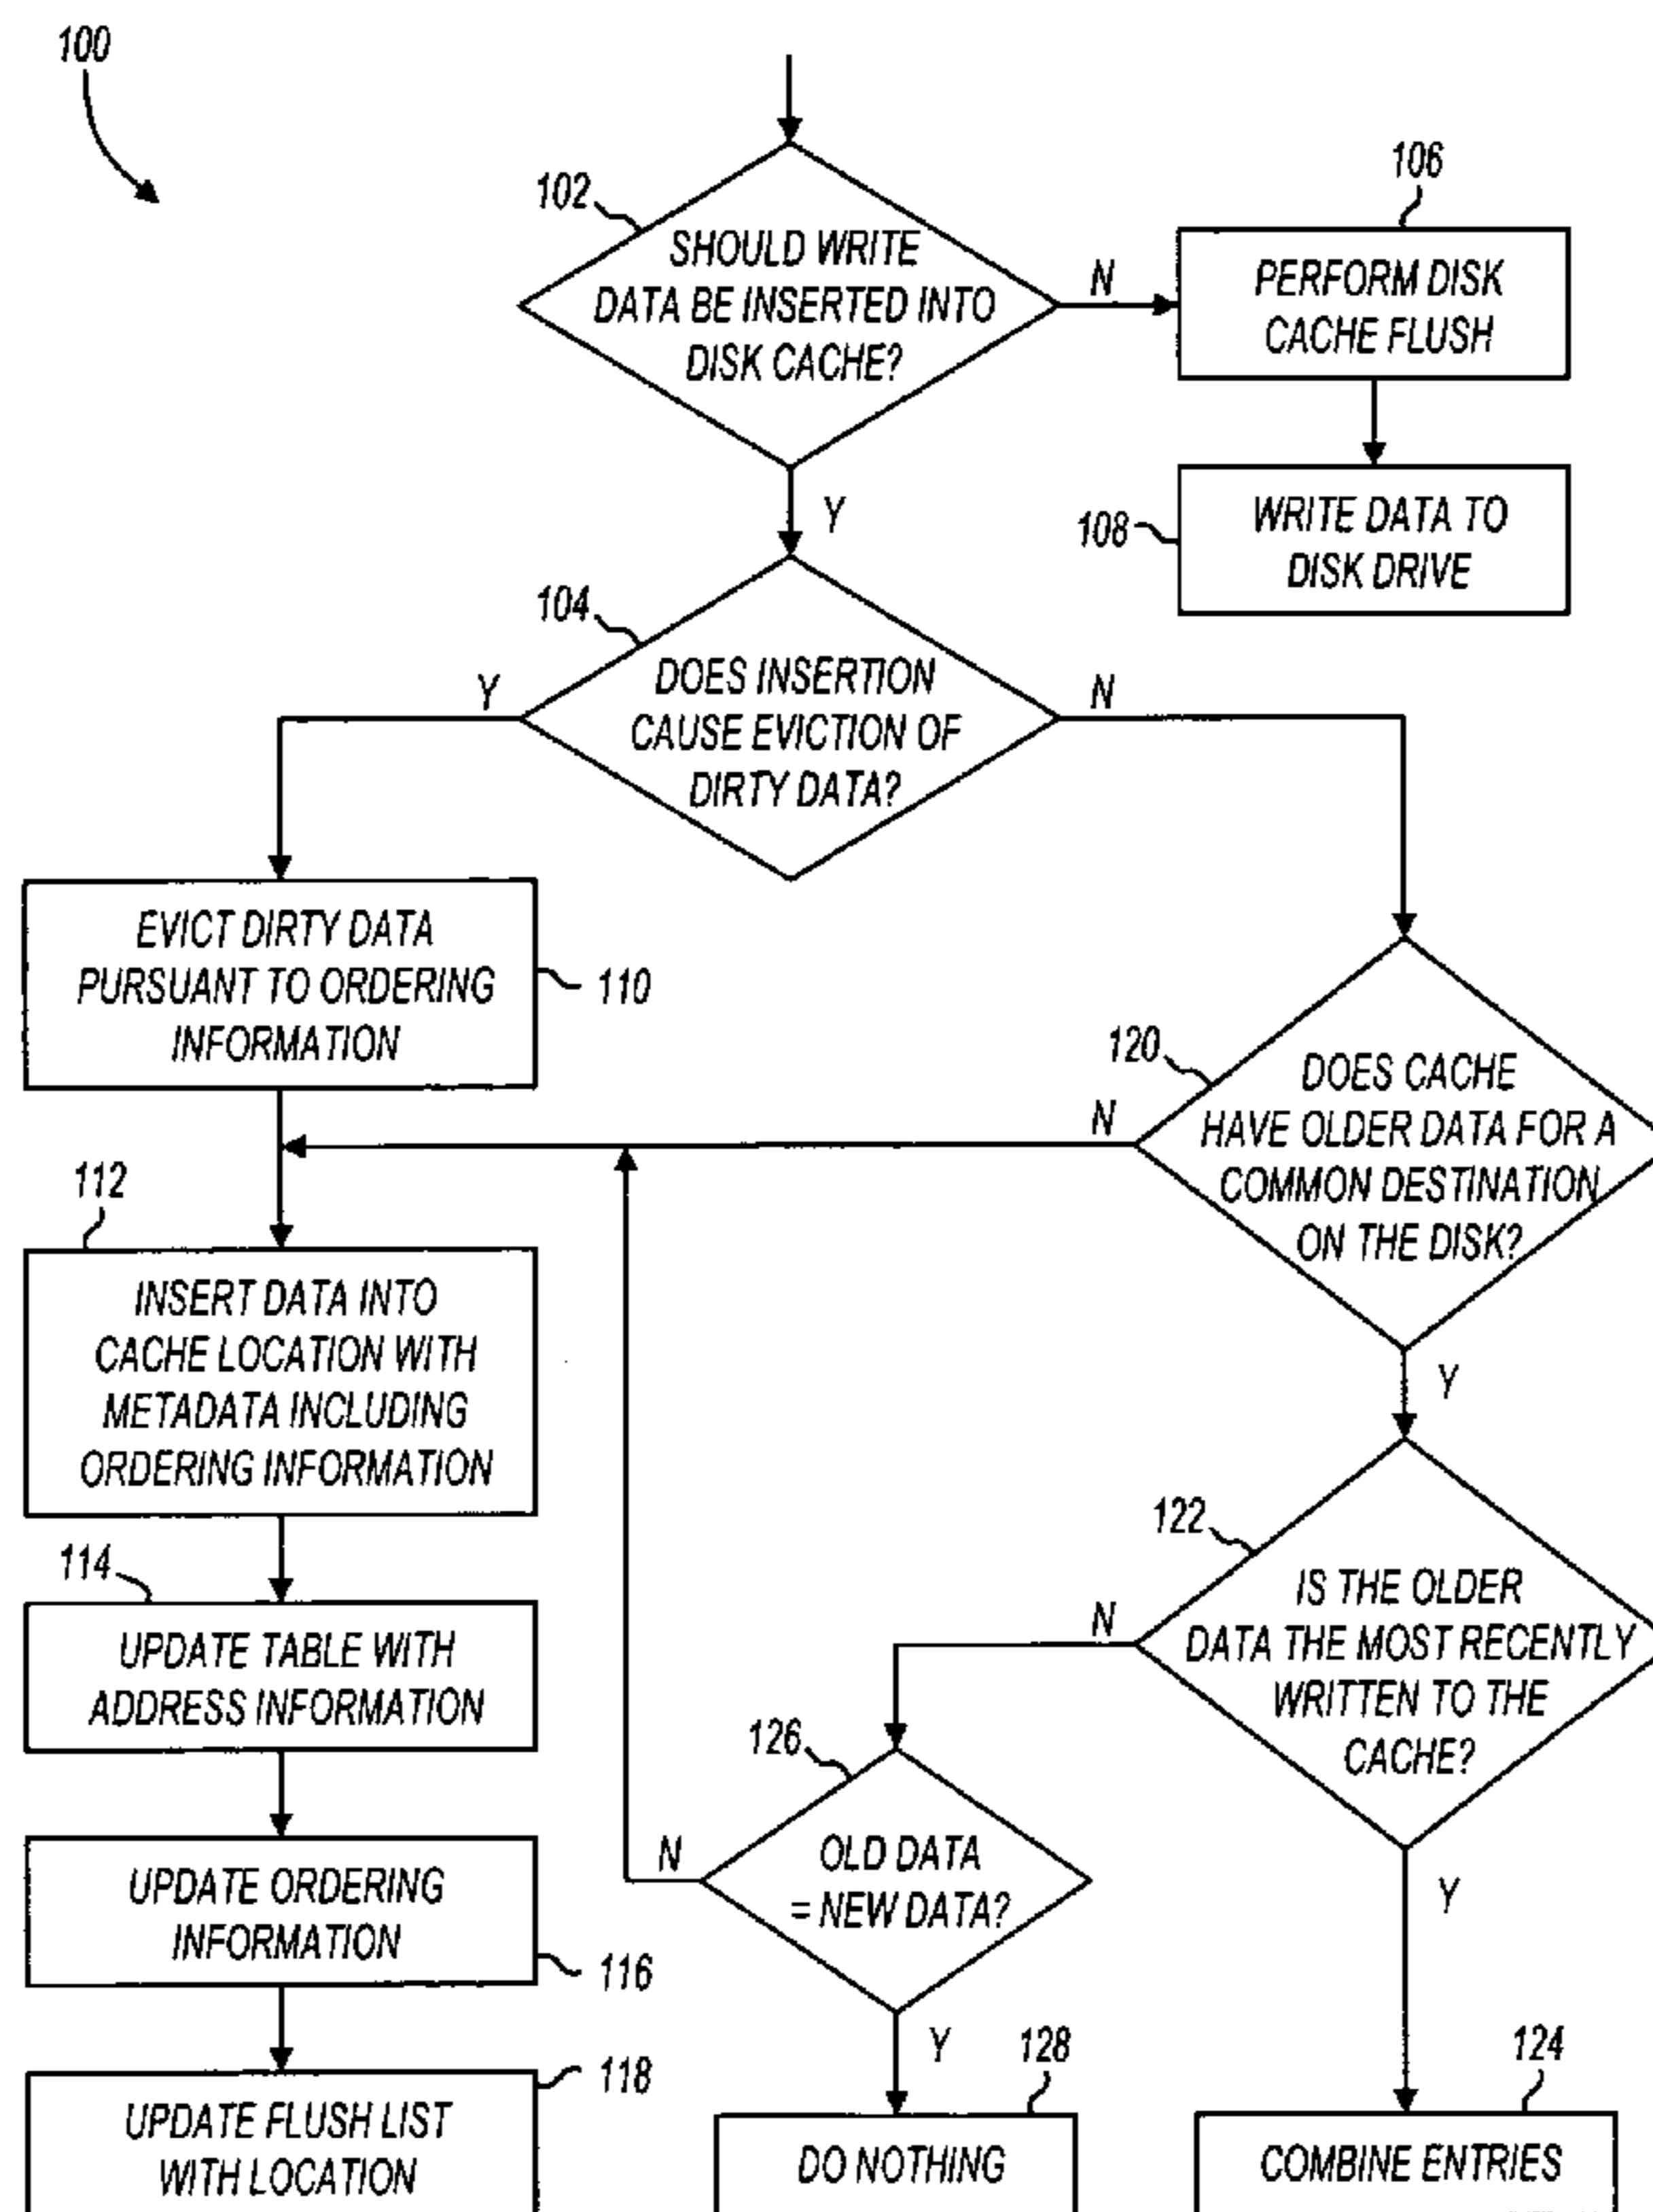 100
102
SHOULD WRITE
DATA BE INSERTED INTO
DISK CACHE?
N
106
PERFORM DISK
CACHE FLUSH
Y
108
WRITE DATA TO
DISK DRIVE
104
DOES INSERTION
CAUSE EVICTION OF
DIRTY DATA?
Y
N
EVICT DIRTY DATA
PURSUANT TO ORDERING
INFORMATION
110
120
DOES CACHE
HAVE OLDER DATA FOR A
COMMON DESTINATION
ON THE DISK?
N
Y
112
INSERT DATA INTO
CACHE LOCATION WITH
METADATA INCLUDING
ORDERING INFORMATION
122
IS THE OLDER
DATA THE MOST RECENTLY
WRITTEN TO THE
CACHE?
N
Y
114
UPDATE TABLE WITH
ADDRESS INFORMATION
126
OLD DATA
= NEW DATA?
N
Y
UPDATE ORDERING
INFORMATION
116
118
UPDATE FLUSH LIST
WITH LOCATION
128
DO NOTHING
124
COMBINE ENTRIES